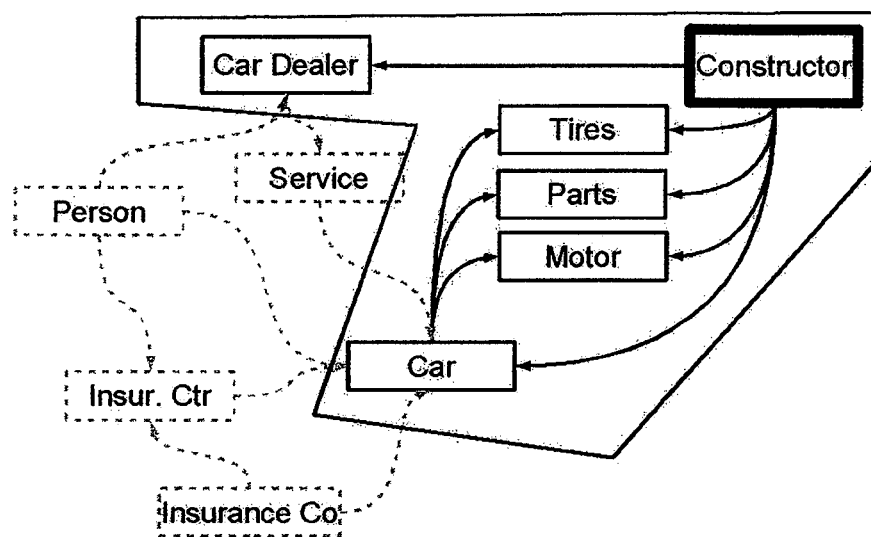 Car Dealer
Constructor
Tires
Service
Parts
Person
Motor
Car
Insur. Ctr
Insurance Co